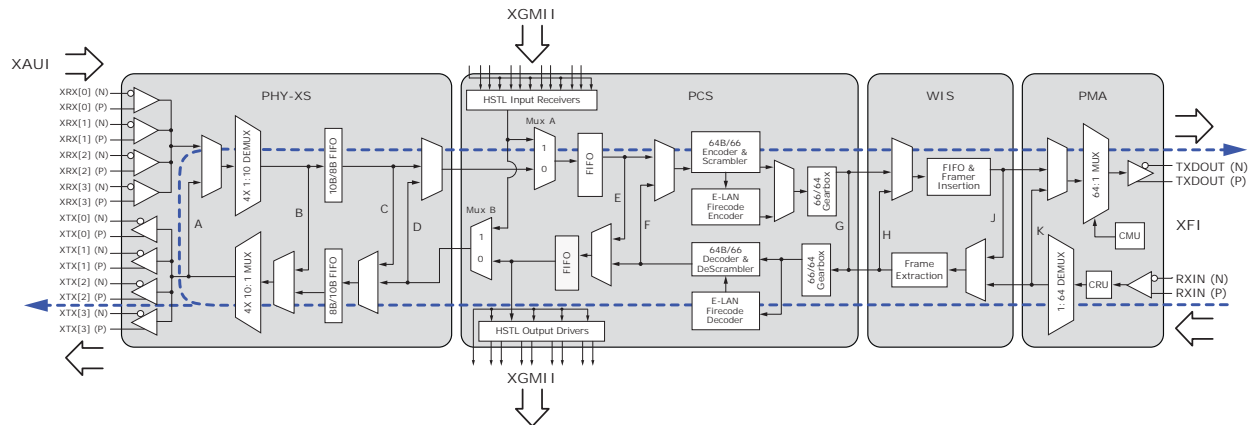 XGMII
XAUI
PHY-XS
PCS
WIS
PMA
XRX[0] (N)
XRX[0] (P)
XRX[1] (N)
XRX[1] (P)
XRX[2] (N)
XRX[2] (P)
XRX[3] (N)
XRX[3] (P)
XTX[0] (N)
XTX[0] (P)
XTX[1] (N)
XTX[1] (P)
XTX[2] (N)
XTX[2] (P)
XTX[3] (N)
XTX[3] (P)
A
4X 1:10 DEMUX
4X 10:1 MUX
B
10B/8B FIFO
8B/10B FIFO
C
D
HSTL Input Receivers
Mux A
1
0
Mux B
1
0
FIFO
FIFO
E
F
64B/66
Encoder &
Scrambler
E-LAN
Firecode
Encoder
66/64
Gearbox
64B/66
Decoder &
DeScrambler
E-LAN
Firecode
Decoder
66/64
Gearbox
G
HSTL Output Drivers
H
FIFO &
Framer
Insertion
J
Frame
Extraction
K
64:1 MUX
CMU
1:64 DEMUX
CRU
TXDOUT (N)
TXDOUT (P)
XFI
RXIN (N)
RXIN (P)
XGMII